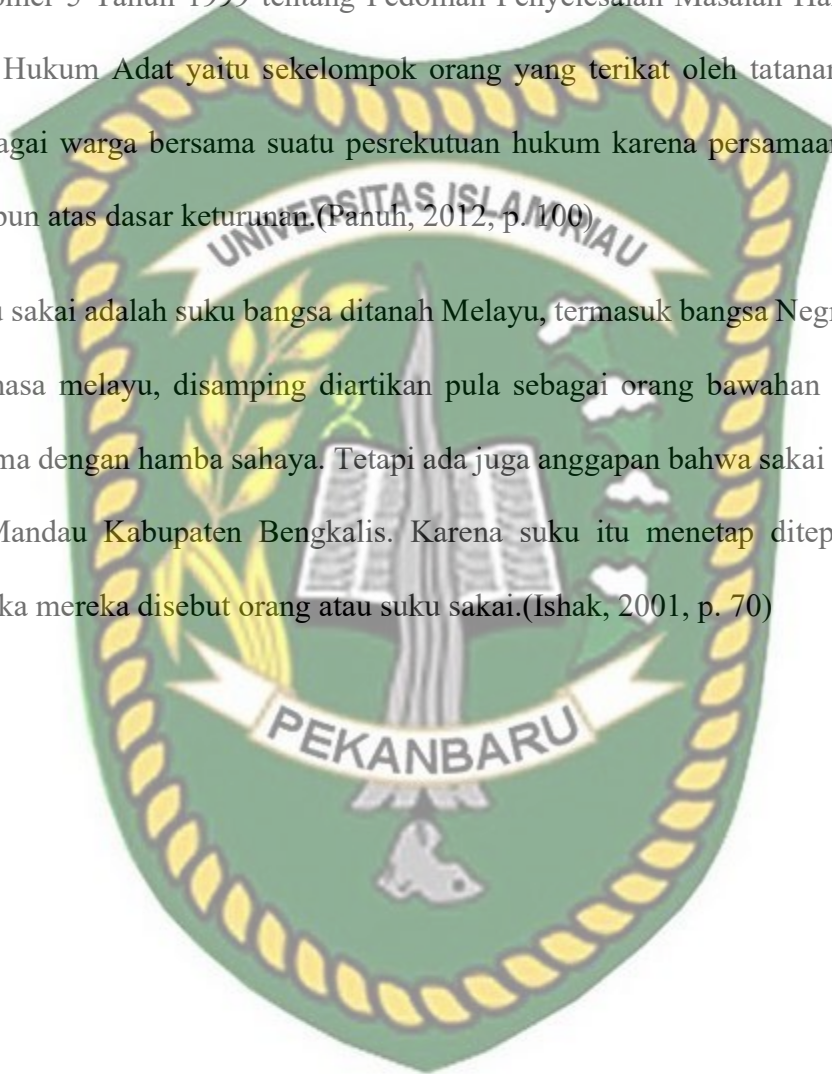 omer 5 Tahun 1999 tentang Pedoman Penyelesaian Masalah Ha
Hukum Adat yaitu sekelompok orang yang terikat oleh tatanan
agai warga bersama suatu pesrekutuan hukum karena persamaan
pun atas dasar keturunan.(Panuh, 2012, p. 100)
UNIVERSITAS ISLAM RIAU
u sakai adalah suku bangsa ditanah Melayu, termasuk bangsa Negr
hasa melayu, disamping diartikan pula sebagai orang bawahan
ma dengan hamba sahaya. Tetapi ada juga anggapan bahwa sakai
Mandau Kabupaten Bengkalis. Karena suku itu menetap ditep
ka mereka disebut orang atau suku sakai.(Ishak, 2001, p. 70)
PEKANBARU